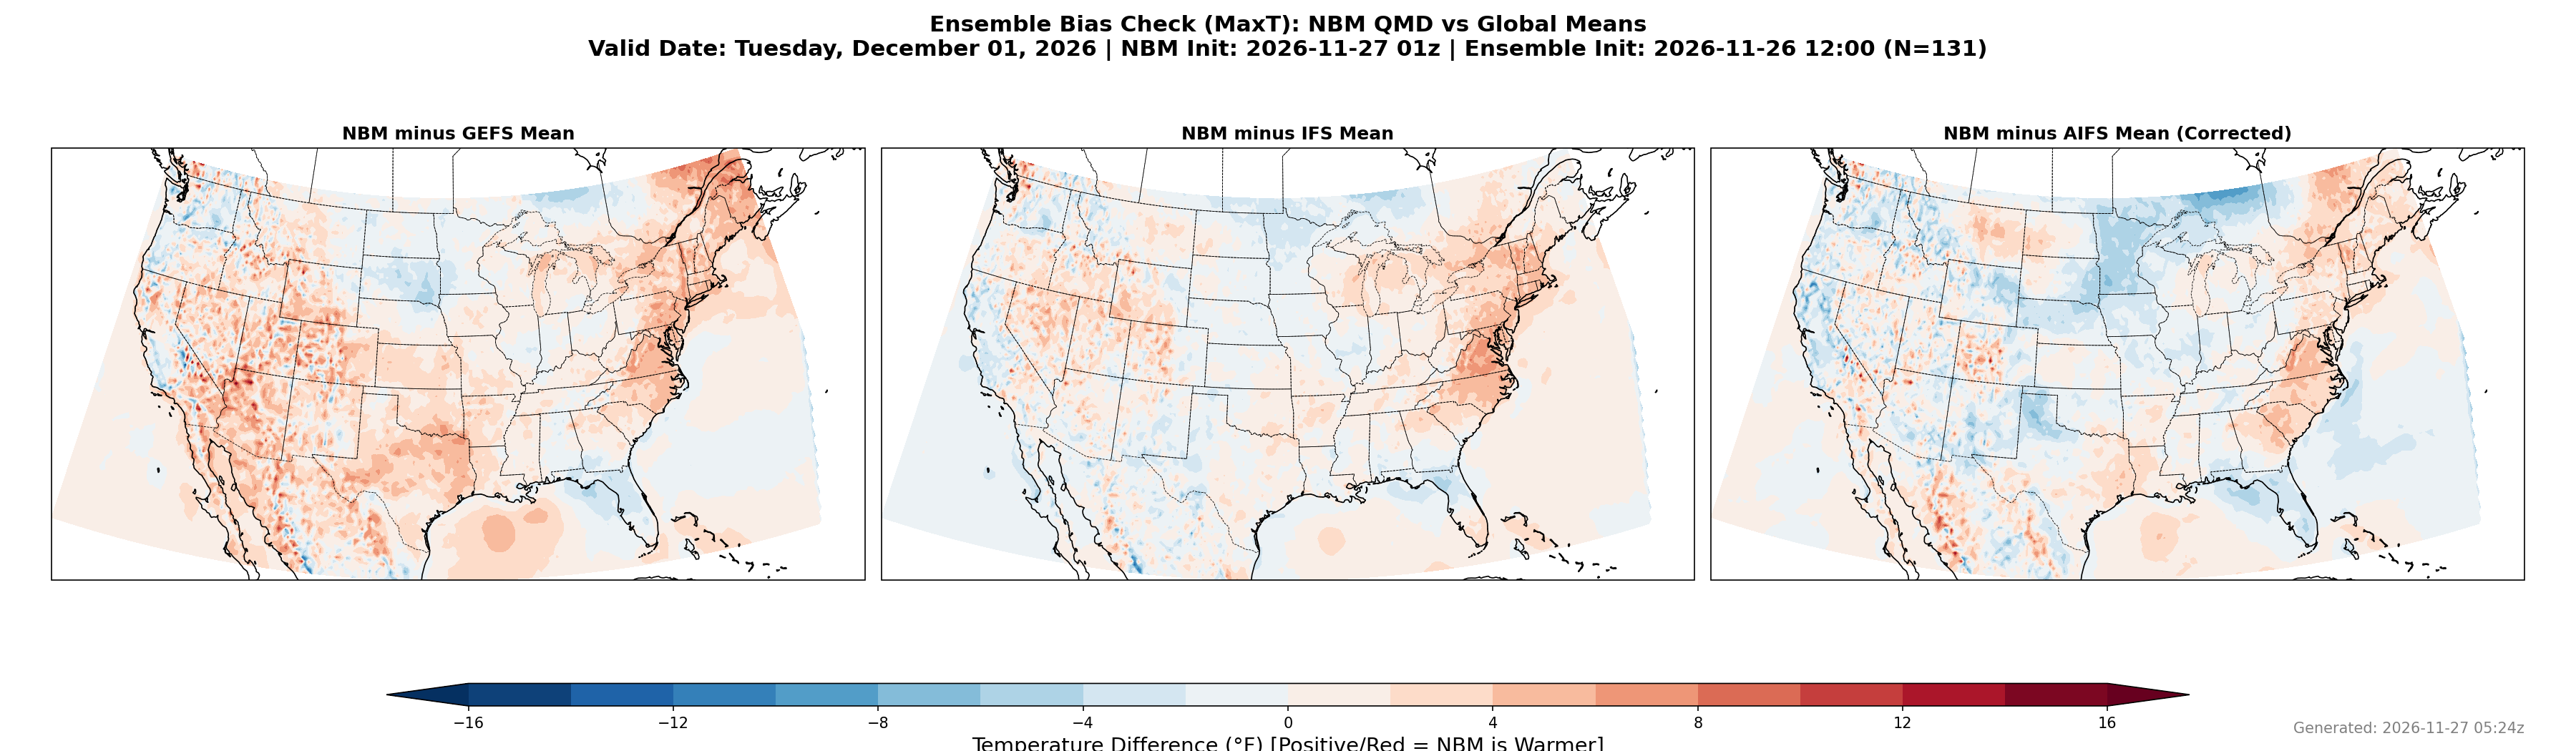 Ensemble Bias Check (MaxT): NBM QMD vs Global Means
Valid Date: Tuesday, December 01, 2026 | NBM Init: 2026-11-27 01z | Ensemble Init: 2026-11-26 12:00 (N=131)
NBM minus GEFS Mean
NBM minus IFS Mean
NBM minus AIFS Mean (Corrected)
−16 −12 −8 −4 0 4 8 12 16
Temperature Difference (°F) [Positive/Red = NBM is Warmer]
Generated: 2026-11-27 05:24z